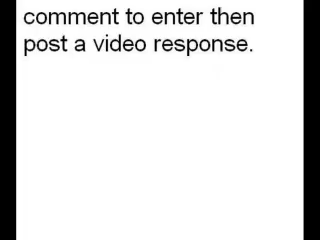 comment to enter then
post a video response.